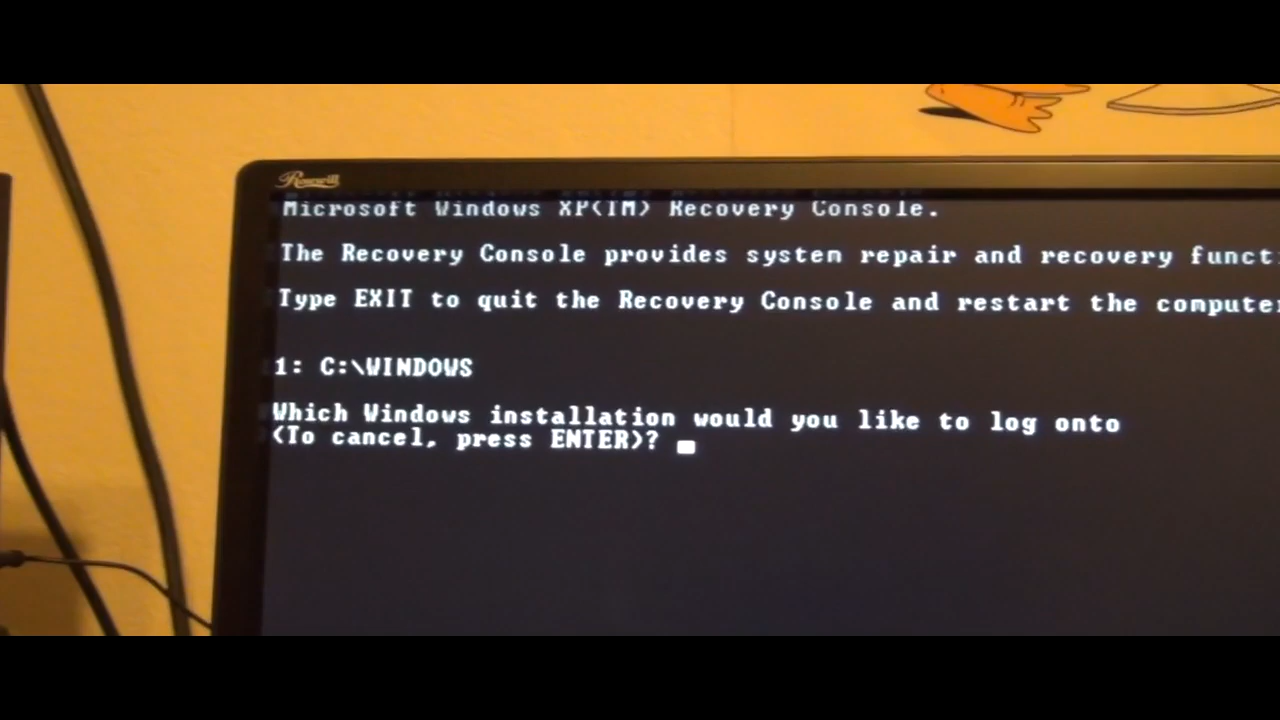 Rosewill
Microsoft Windows XP(TM) Recovery Console.
The Recovery Console provides system repair and recovery functi
Type EXIT to quit the Recovery Console and restart the computer
1: C:\WINDOWS
Which Windows installation would you like to log onto
(To cancel, press ENTER)?